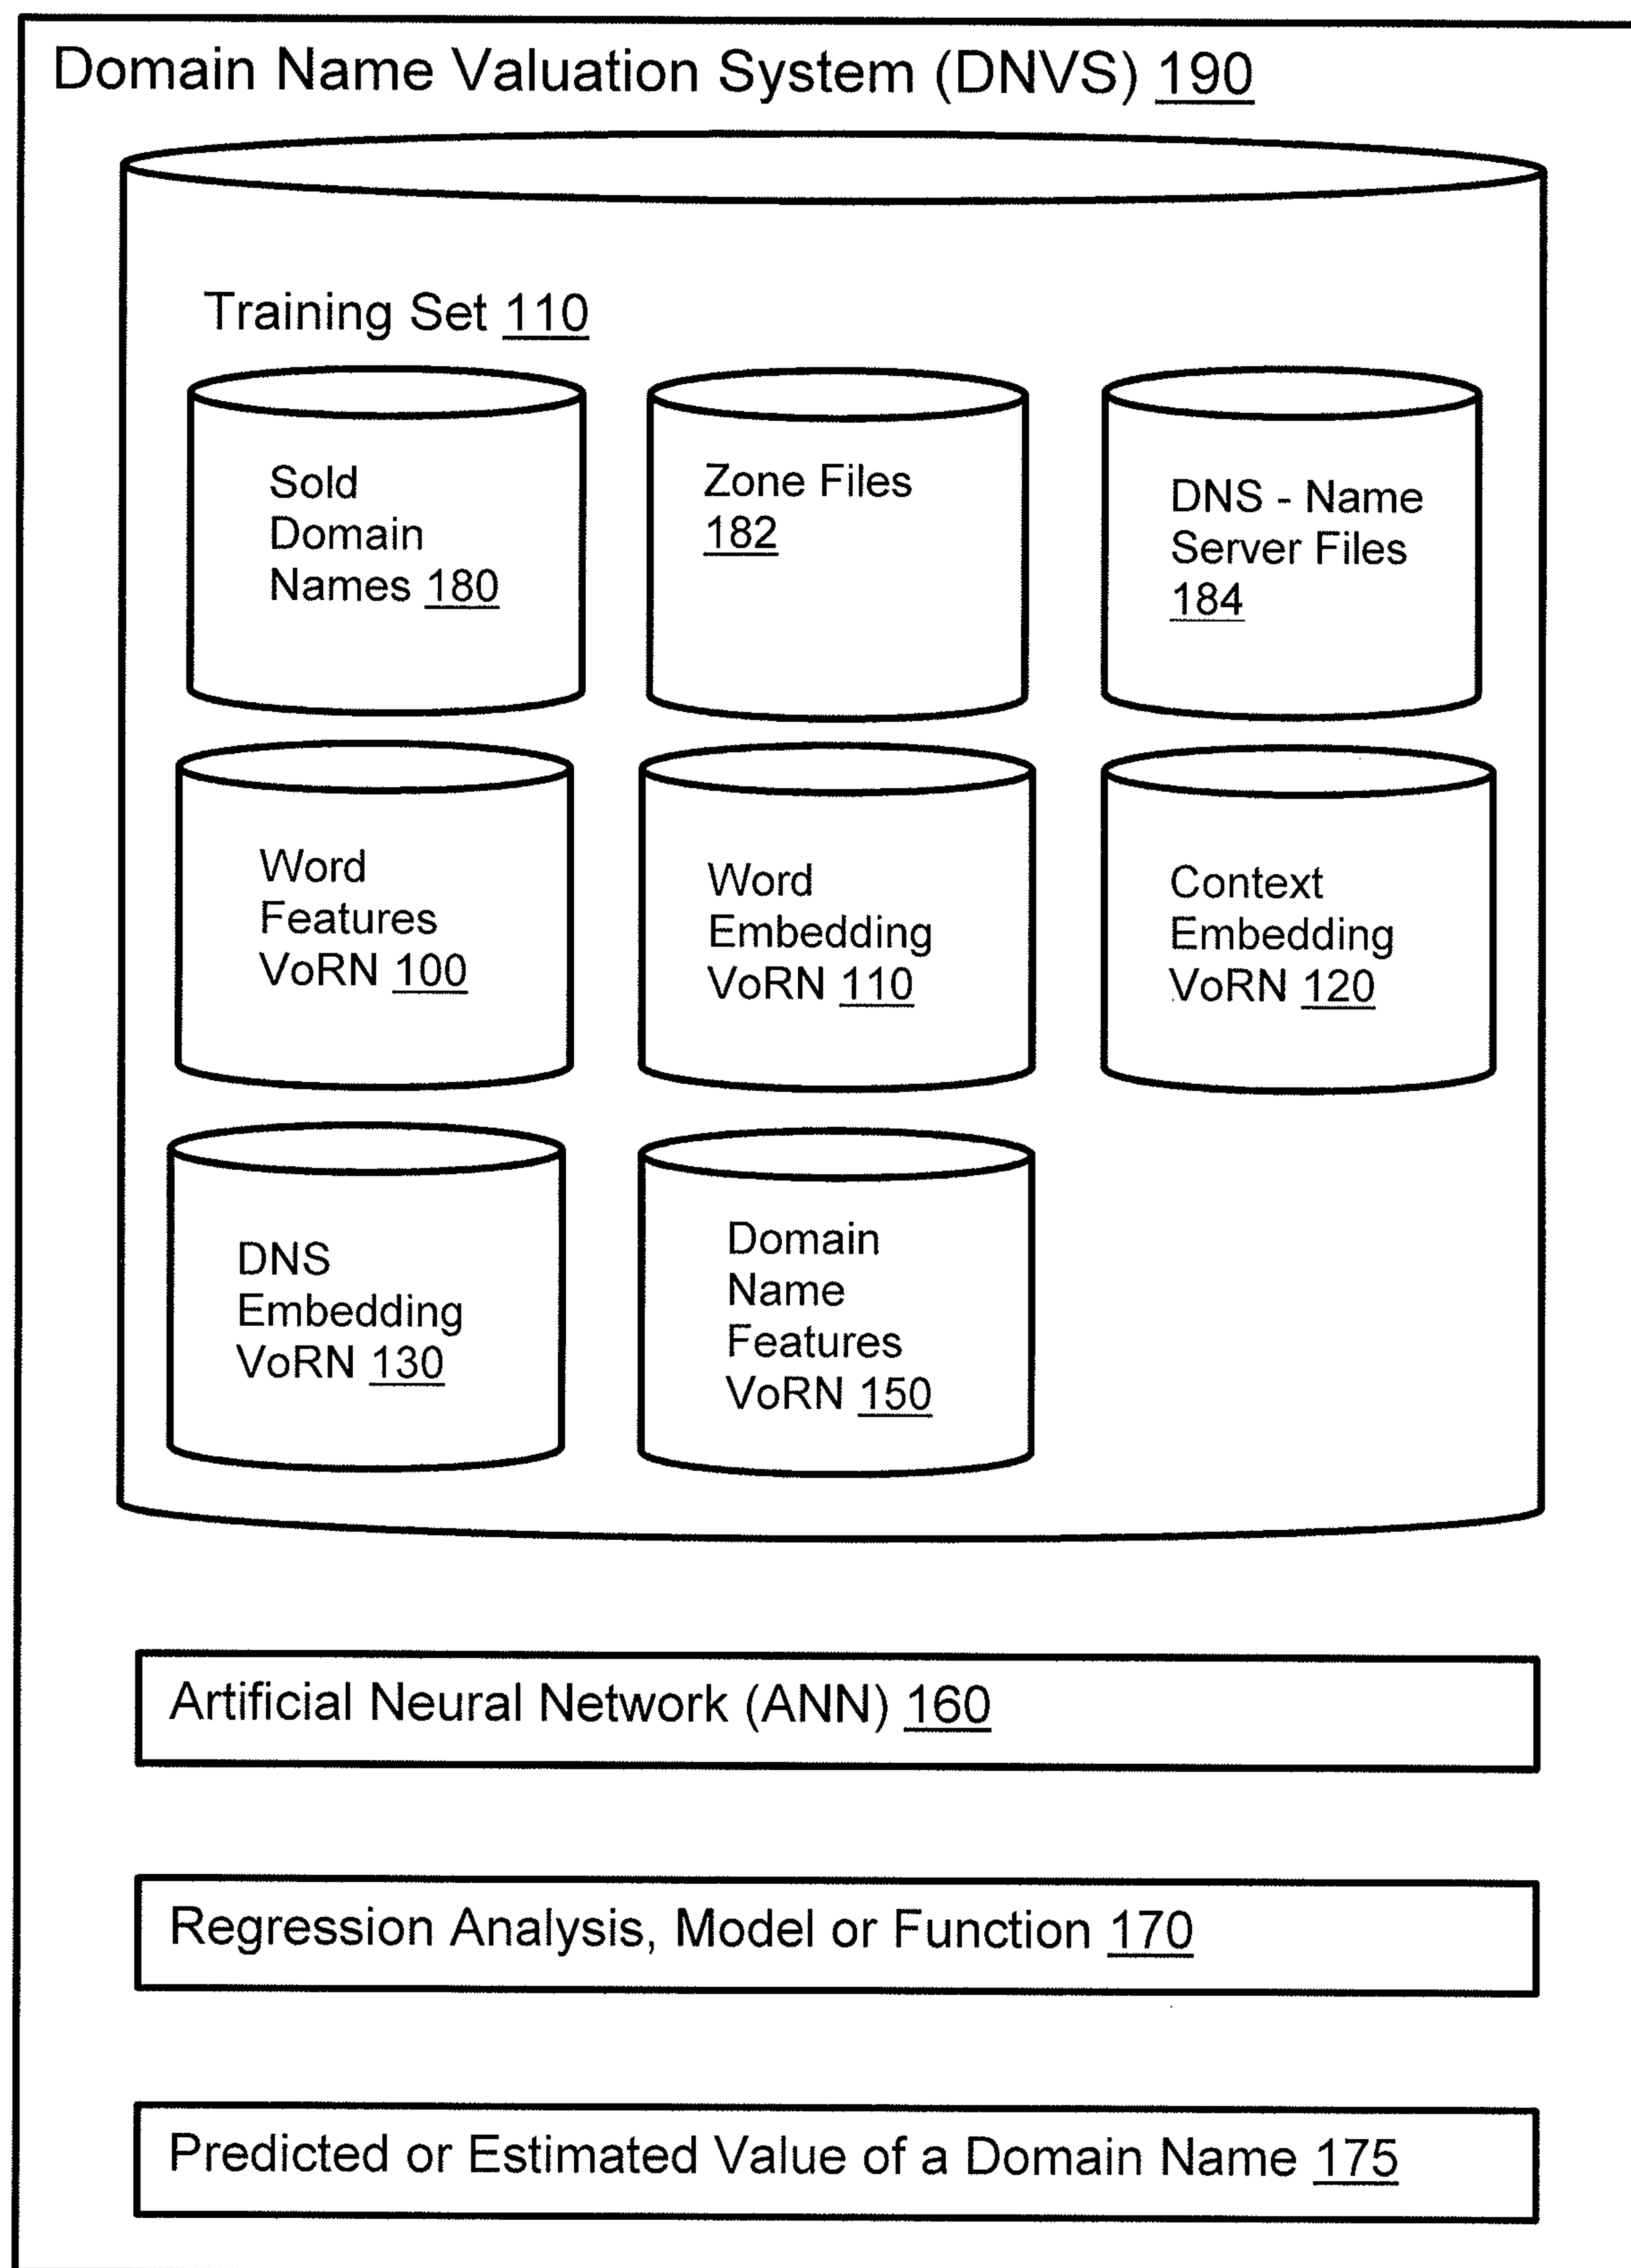 Domain Name Valuation System (DNVS) 190
Training Set 110
Sold
Domain
Names 180
Zone Files
182
DNS - Name
Server Files
184
Word
Features
VoRN 100
Word
Embedding
VoRN 110
Context
Embedding
VoRN 120
DNS
Embedding
VoRN 130
Domain
Name
Features
VoRN 150
Artificial Neural Network (ANN) 160
Regression Analysis, Model or Function 170
Predicted or Estimated Value of a Domain Name 175